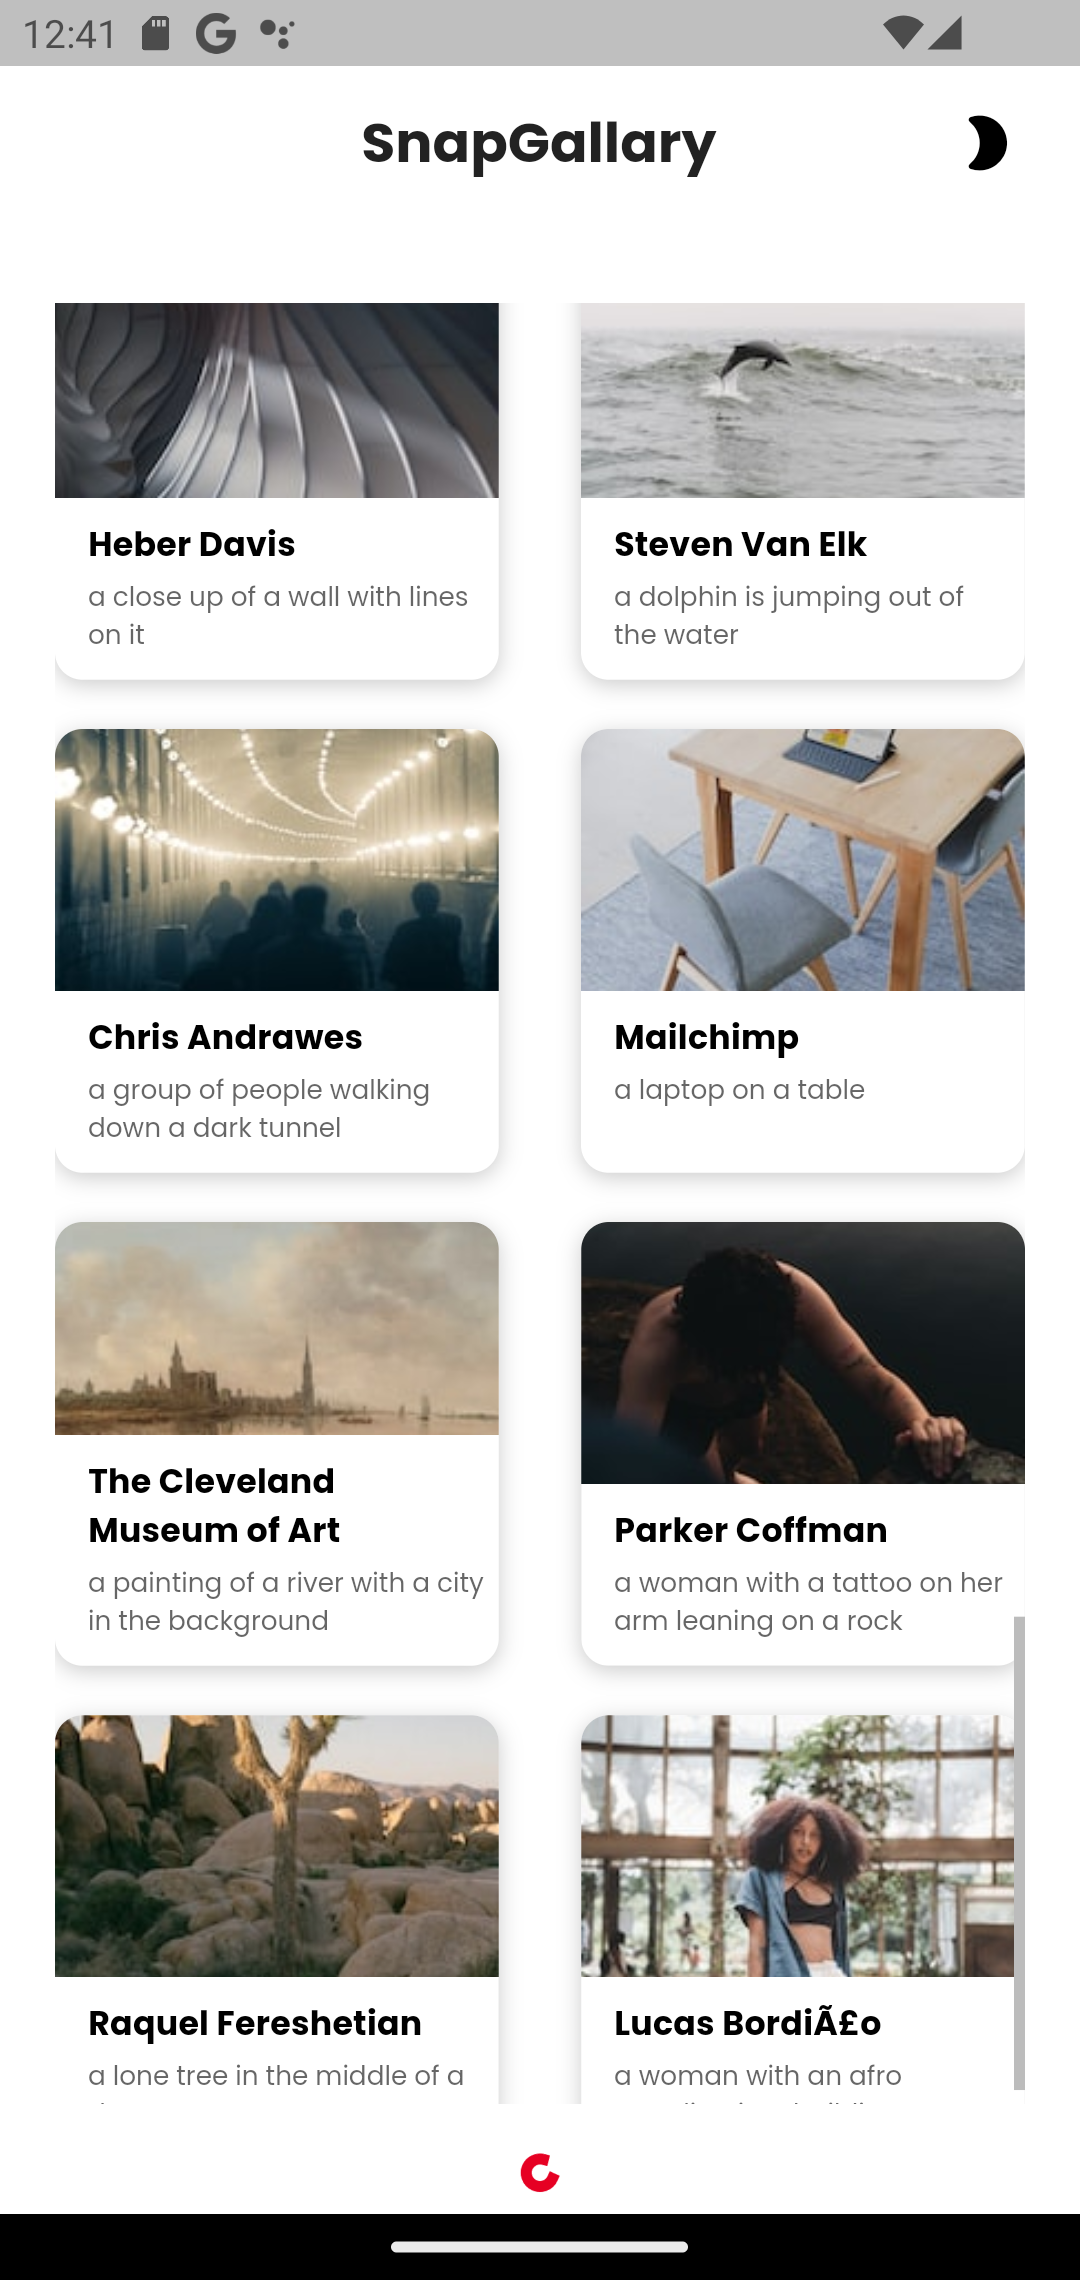 12:41
SnapGallary
Heber Davis
a close up of a wall with lines
on it
Steven Van Elk
a dolphin is jumping out of
the water
Chris Andrawes
a group of people walking
down a dark tunnel
Mailchimp
a laptop on a table
The Cleveland
Museum of Art
a painting of a river with a city
in the background
Parker Coffman
a woman with a tattoo on her
arm leaning on a rock
Raquel Fereshetian
a lone tree in the middle of a
Lucas BordiÃ£o
a woman with an afro